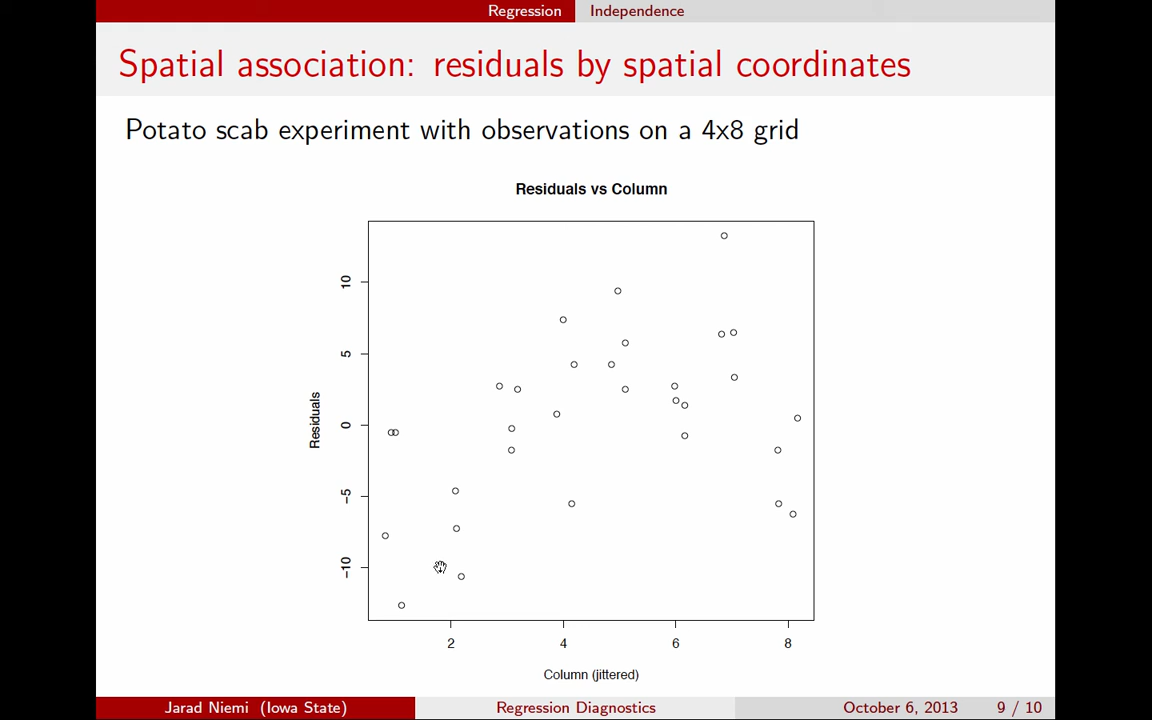 Regression Independence
Spatial association: residuals by spatial coordinates
Potato scab experiment with observations on a 4x8 grid
Residuals vs Column
Residuals
10
5
0
−5
−10
2 4 6 8
Column (jittered)
Jarad Niemi (Iowa State) Regression Diagnostics October 6, 2013 9 / 10